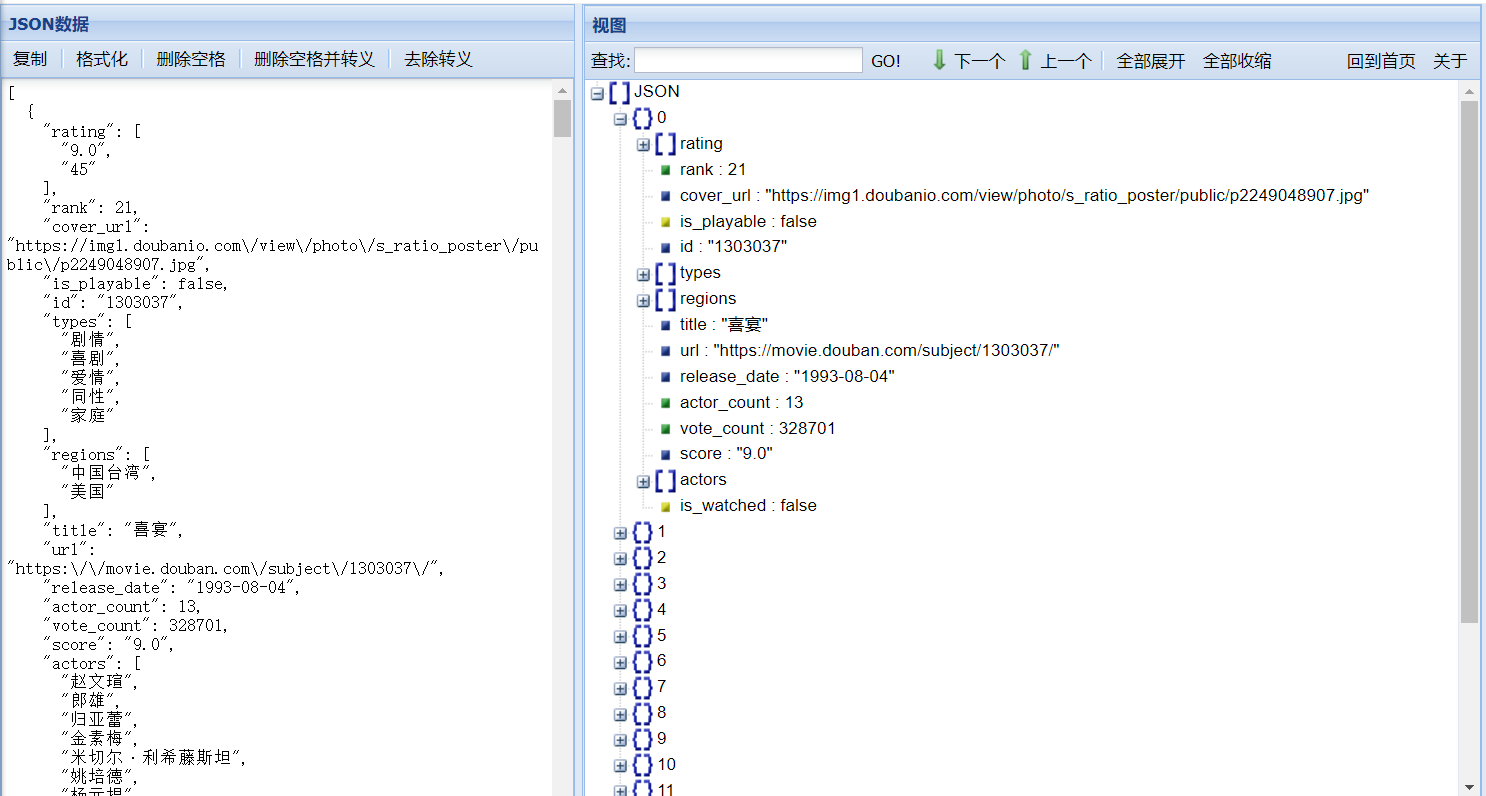 JSON数据
复制 格式化 删除空格 删除空格并转义 去除转义
[
{
"rating": [
"9.0",
"45"
],
"rank": 21,
"cover_url":
"https://img1.doubanio.com\/view\/photo\/s_ratio_poster\/pu
blic\/p2249048907.jpg",
"is_playable": false,
"id": "1303037",
"types": [
"剧情",
"喜剧",
"爱情",
"同性",
"家庭"
],
"regions": [
"中国台湾",
"美国"
],
"title": "喜宴",
"url":
"https:\/\/movie.douban.com\/subject\/1303037\/",
"release_date": "1993-08-04",
"actor_count": 13,
"vote_count": 328701,
"score": "9.0",
"actors": [
"赵文瑄",
"郎雄",
"归亚蕾",
"金素梅",
"米切尔·利希藤斯坦",
"姚培德",
视图
查找: GO! 下一个 上一个 全部展开 全部收缩 回到首页 关于
[ ] JSON
{ } 0
[ ] rating
rank : 21
cover_url : "https://img1.doubanio.com/view/photo/s_ratio_poster/public/p2249048907.jpg"
is_playable : false
id : "1303037"
[ ] types
[ ] regions
title : "喜宴"
url : "https://movie.douban.com/subject/1303037/"
release_date : "1993-08-04"
actor_count : 13
vote_count : 328701
score : "9.0"
[ ] actors
is_watched : false
{ } 1
{ } 2
{ } 3
{ } 4
{ } 5
{ } 6
{ } 7
{ } 8
{ } 9
{ } 10
{ } 11